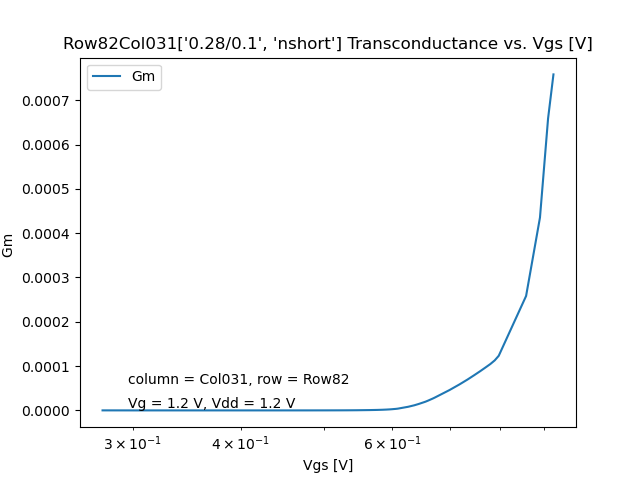 Row82Col031['0.28/0.1', 'nshort'] Transconductance vs. Vgs [V]
Gm
0.0007
0.0006
0.0005
0.0004
0.0003
0.0002
0.0001
0.0000
Gm
column = Col031, row = Row82
Vg = 1.2 V, Vdd = 1.2 V
3 × 10⁻¹ 4 × 10⁻¹ 6 × 10⁻¹
Vgs [V]